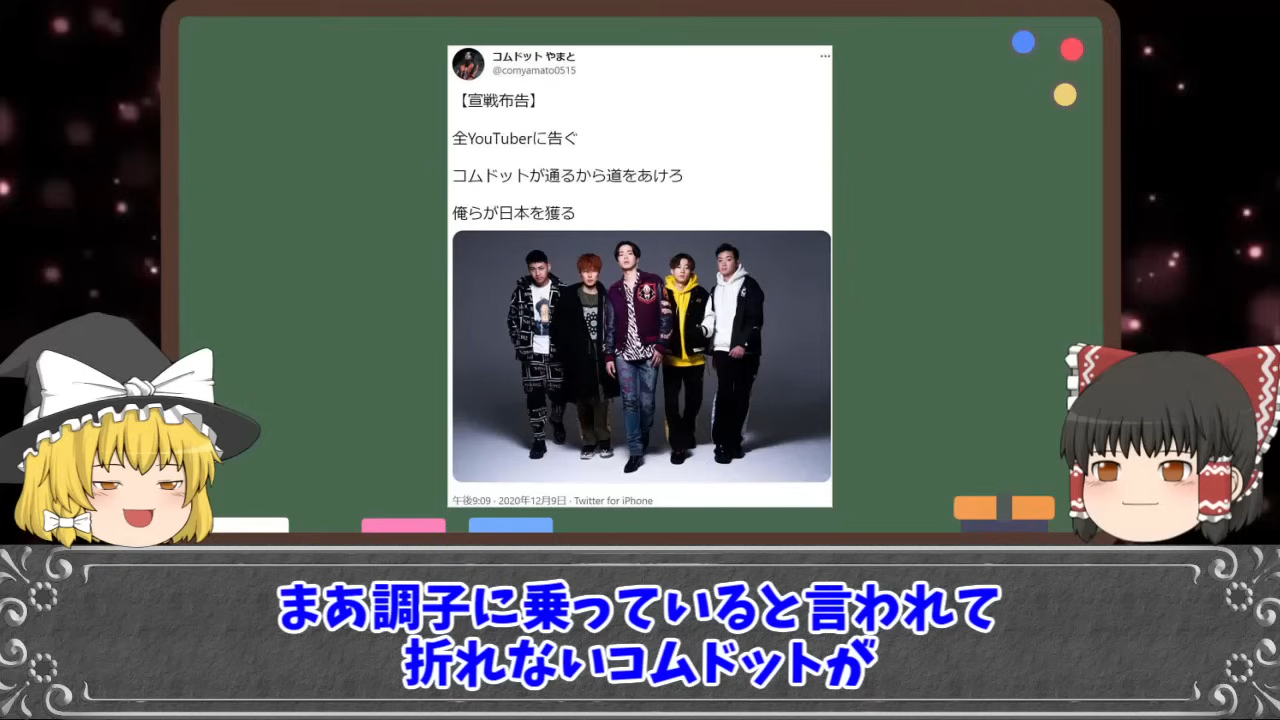 コムドット やまと
@comyamato0515
【宣戦布告】
全YouTuberに告ぐ
コムドットが通るから道をあけろ
俺らが日本を獲る
午後9:09 · 2020年12月9日 · Twitter for iPhone
まあ調子に乗っていると言われて
折れないコムドットが